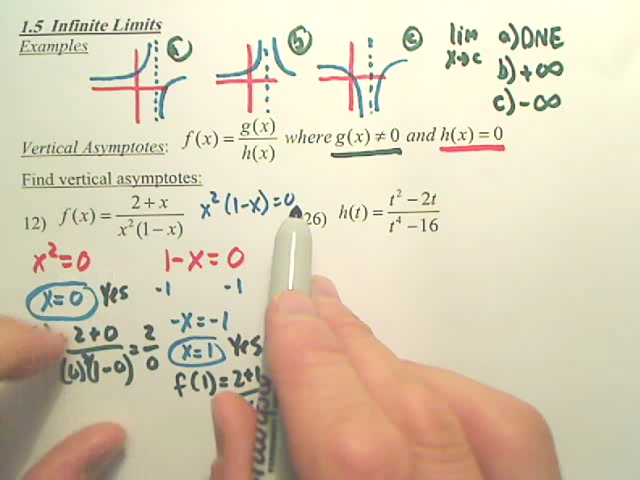 1.5 Infinite Limits
Examples
a b c
lim x→c a) DNE
b) +∞
c) -∞
Vertical Asymptotes: f(x) = g(x)/h(x) where g(x) ≠ 0 and h(x) = 0
Find vertical asymptotes:
12) f(x) = (2 + x)/(x²(1 − x)) x²(1-x)=0
26) h(t) = (t² − 2t)/(t⁴ − 16)
x² = 0 1-x = 0
x=0 Yes -1 -1
-x = -1
2+0/(1-0) = 2/0
x=1 Yes
f(1) = 2+1